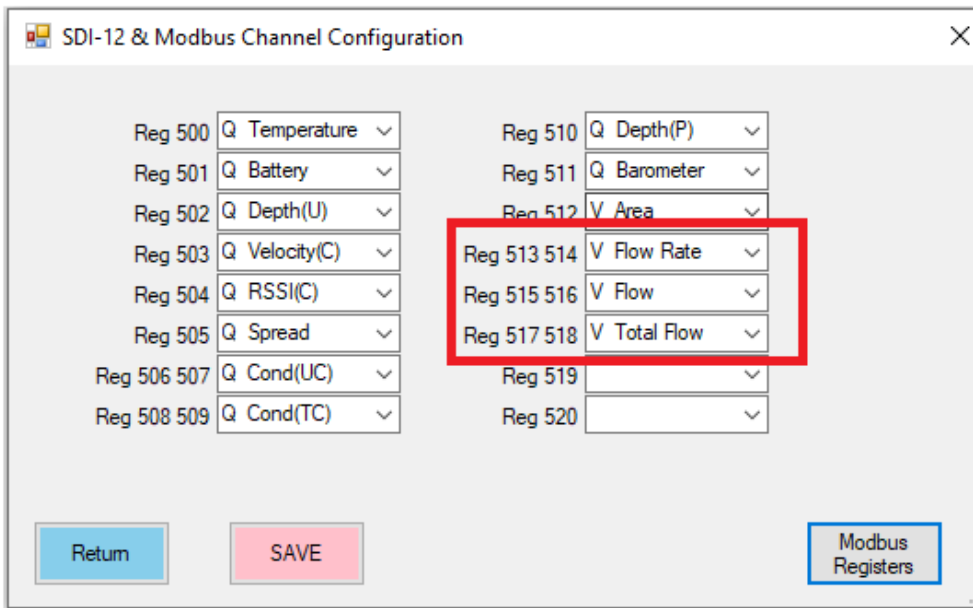 SDI-12 & Modbus Channel Configuration
Reg 500 Q Temperature
Reg 501 Q Battery
Reg 502 Q Depth(U)
Reg 503 Q Velocity(C)
Reg 504 Q RSSI(C)
Reg 505 Q Spread
Reg 506 507 Q Cond(UC)
Reg 508 509 Q Cond(TC)
Reg 510 Q Depth(P)
Reg 511 Q Barometer
Reg 512 V Area
Reg 513 514 V Flow Rate
Reg 515 516 V Flow
Reg 517 518 V Total Flow
Reg 519
Reg 520
Return
SAVE
Modbus
Registers